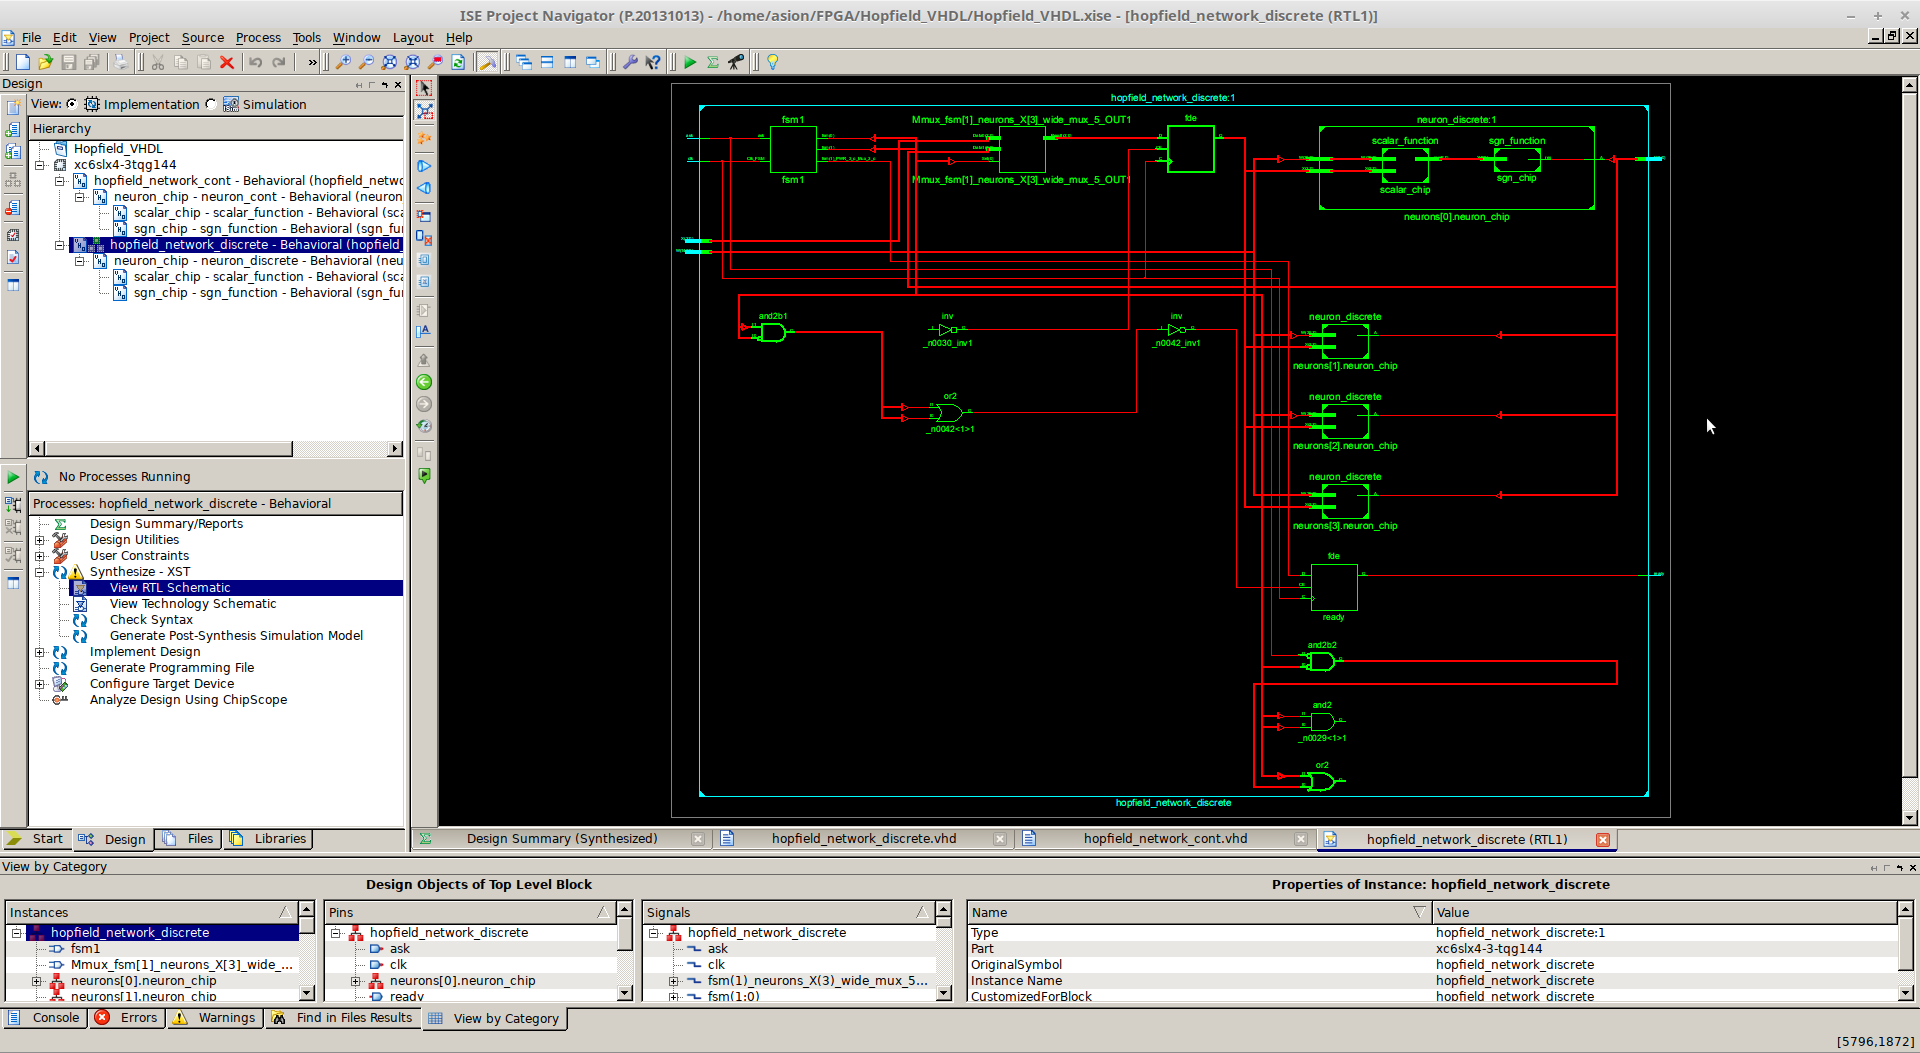 ISE Project Navigator (P.20131013) - /home/asion/FPGA/Hopfield_VHDL/Hopfield_VHDL.xise - [hopfield_network_discrete (RTL1)]
File Edit View Project Source Process Tools Window Layout Help
Design
View: Implementation Simulation
Hierarchy
Hopfield_VHDL
xc6slx4-3tqg144
hopfield_network_cont - Behavioral (hopfield_netwo
neuron_chip - neuron_cont - Behavioral (neuron
scalar_chip - scalar_function - Behavioral (sca
sgn_chip - sgn_function - Behavioral (sgn_fu
hopfield_network_discrete - Behavioral (hopfield_
neuron_chip - neuron_discrete - Behavioral (neu
scalar_chip - scalar_function - Behavioral (sca
sgn_chip - sgn_function - Behavioral (sgn_fu
No Processes Running
Processes: hopfield_network_discrete - Behavioral
Design Summary/Reports
Design Utilities
User Constraints
Synthesize - XST
View RTL Schematic
View Technology Schematic
Check Syntax
Generate Post-Synthesis Simulation Model
Implement Design
Generate Programming File
Configure Target Device
Analyze Design Using ChipScope
Start Design Files Libraries
hopfield_network_discrete:1
fsm1
Mmux_fsm[1]_neurons_X[3]_wide_mux_5_OUT1
fde
neuron_discrete:1
scalar_function
sgn_function
fsm1
Mmux_fsm[1]_neurons_X[3]_wide_mux_5_OUT1
scalar_chip
sgn_chip
neurons[0].neuron_chip
and2b1
inv
inv
neuron_discrete
_n0030_inv1
_n0042_inv1
neurons[1].neuron_chip
or2
neuron_discrete
_n0042<1>1
neurons[2].neuron_chip
neuron_discrete
neurons[3].neuron_chip
fde
ready
and2b2
and2
_n0029<1>1
or2
hopfield_network_discrete
Design Summary (Synthesized) hopfield_network_discrete.vhd hopfield_network_cont.vhd hopfield_network_discrete (RTL1)
View by Category
Design Objects of Top Level Block
Properties of Instance: hopfield_network_discrete
Instances
hopfield_network_discrete
fsm1
Mmux_fsm[1]_neurons_X[3]_wide_...
neurons[0].neuron_chip
neurons[1].neuron_chip
Pins
hopfield_network_discrete
ask
clk
neurons[0].neuron_chip
ready
Signals
hopfield_network_discrete
ask
clk
fsm(1)_neurons_X(3)_wide_mux_5...
fsm(1:0)
Name Value
Type hopfield_network_discrete:1
Part xc6slx4-3-tqg144
OriginalSymbol hopfield_network_discrete
Instance Name hopfield_network_discrete
CustomizedForBlock hopfield_network_discrete
Console Errors Warnings Find in Files Results View by Category
[5796,1872]